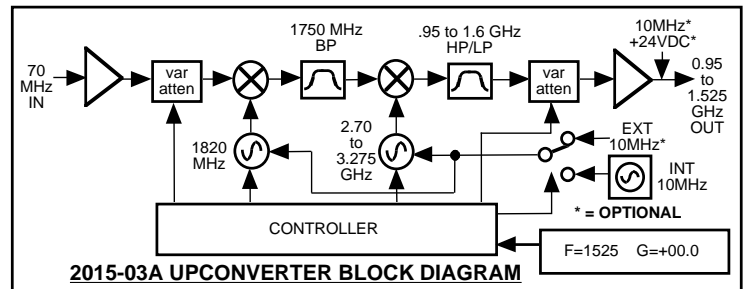 70
MHz
IN
var
atten
1820
MHz
1750 MHz
BP
2.70
to
3.275
GHz
.95 to 1.6 GHz
HP/LP
var
atten
10MHz*
+24VDC*
0.95
to
1.525
GHz
OUT
EXT
10MHz*
INT
10MHz
* = OPTIONAL
CONTROLLER
F=1525 G=+00.0
2015-03A UPCONVERTER BLOCK DIAGRAM